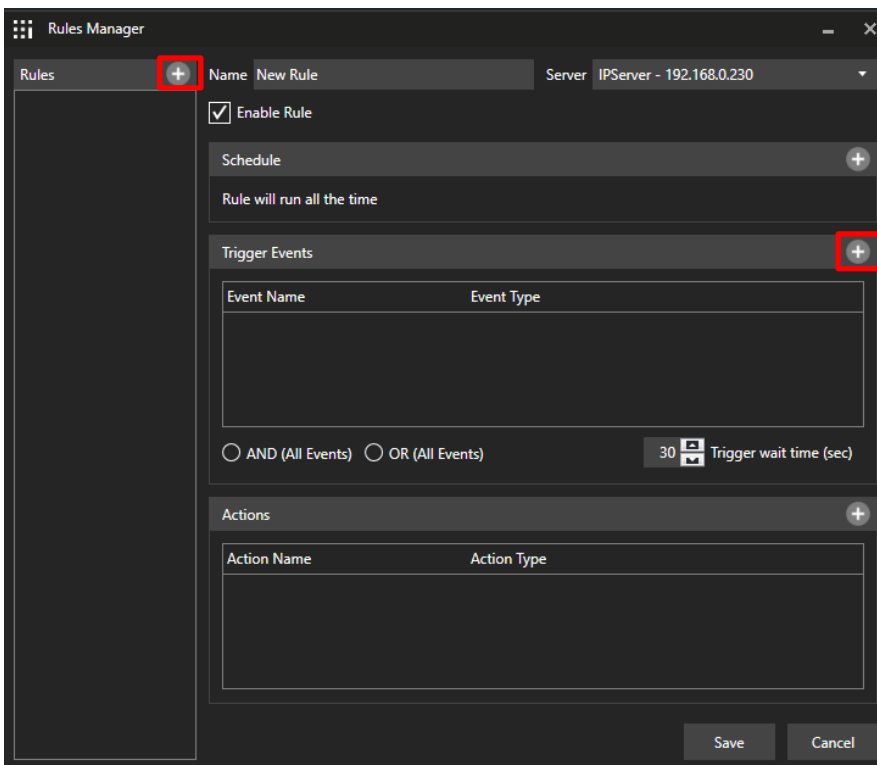 Rules Manager
Rules
Name New Rule Server IPServer - 192.168.0.230
Enable Rule
Schedule
Rule will run all the time
Trigger Events
Event Name Event Type
AND (All Events) OR (All Events) 30 Trigger wait time (sec)
Actions
Action Name Action Type
Save Cancel